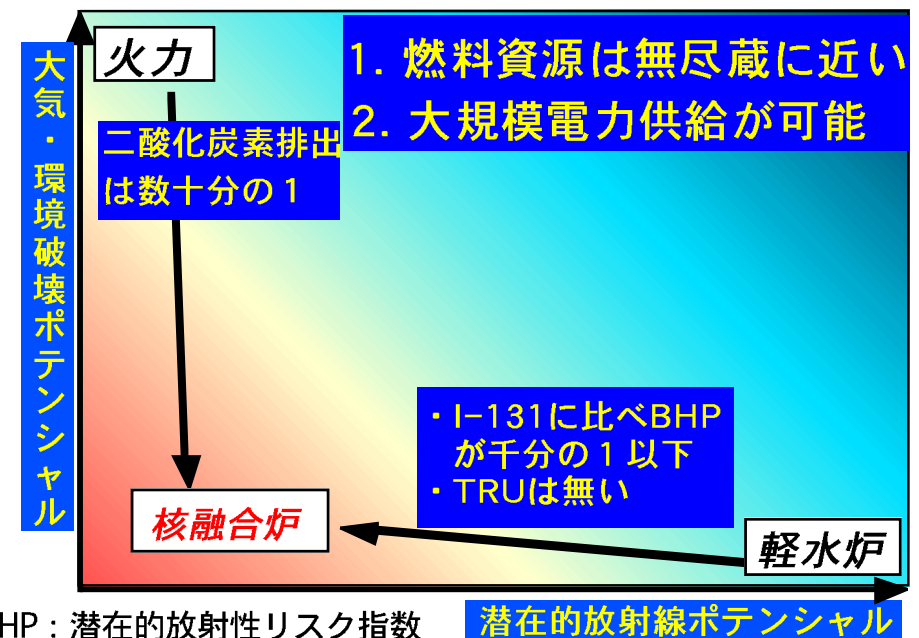 火力
1. 燃料資源は無尽蔵に近い
2. 大規模電力供給が可能
大気・環境破壊ポテンシャル
二酸化炭素排出
は数十分の1
・I-131に比べBHP
が千分の1以下
・TRUは無い
核融合炉
軽水炉
HP：潜在的放射性リスク指数
潜在的放射線ポテンシャル